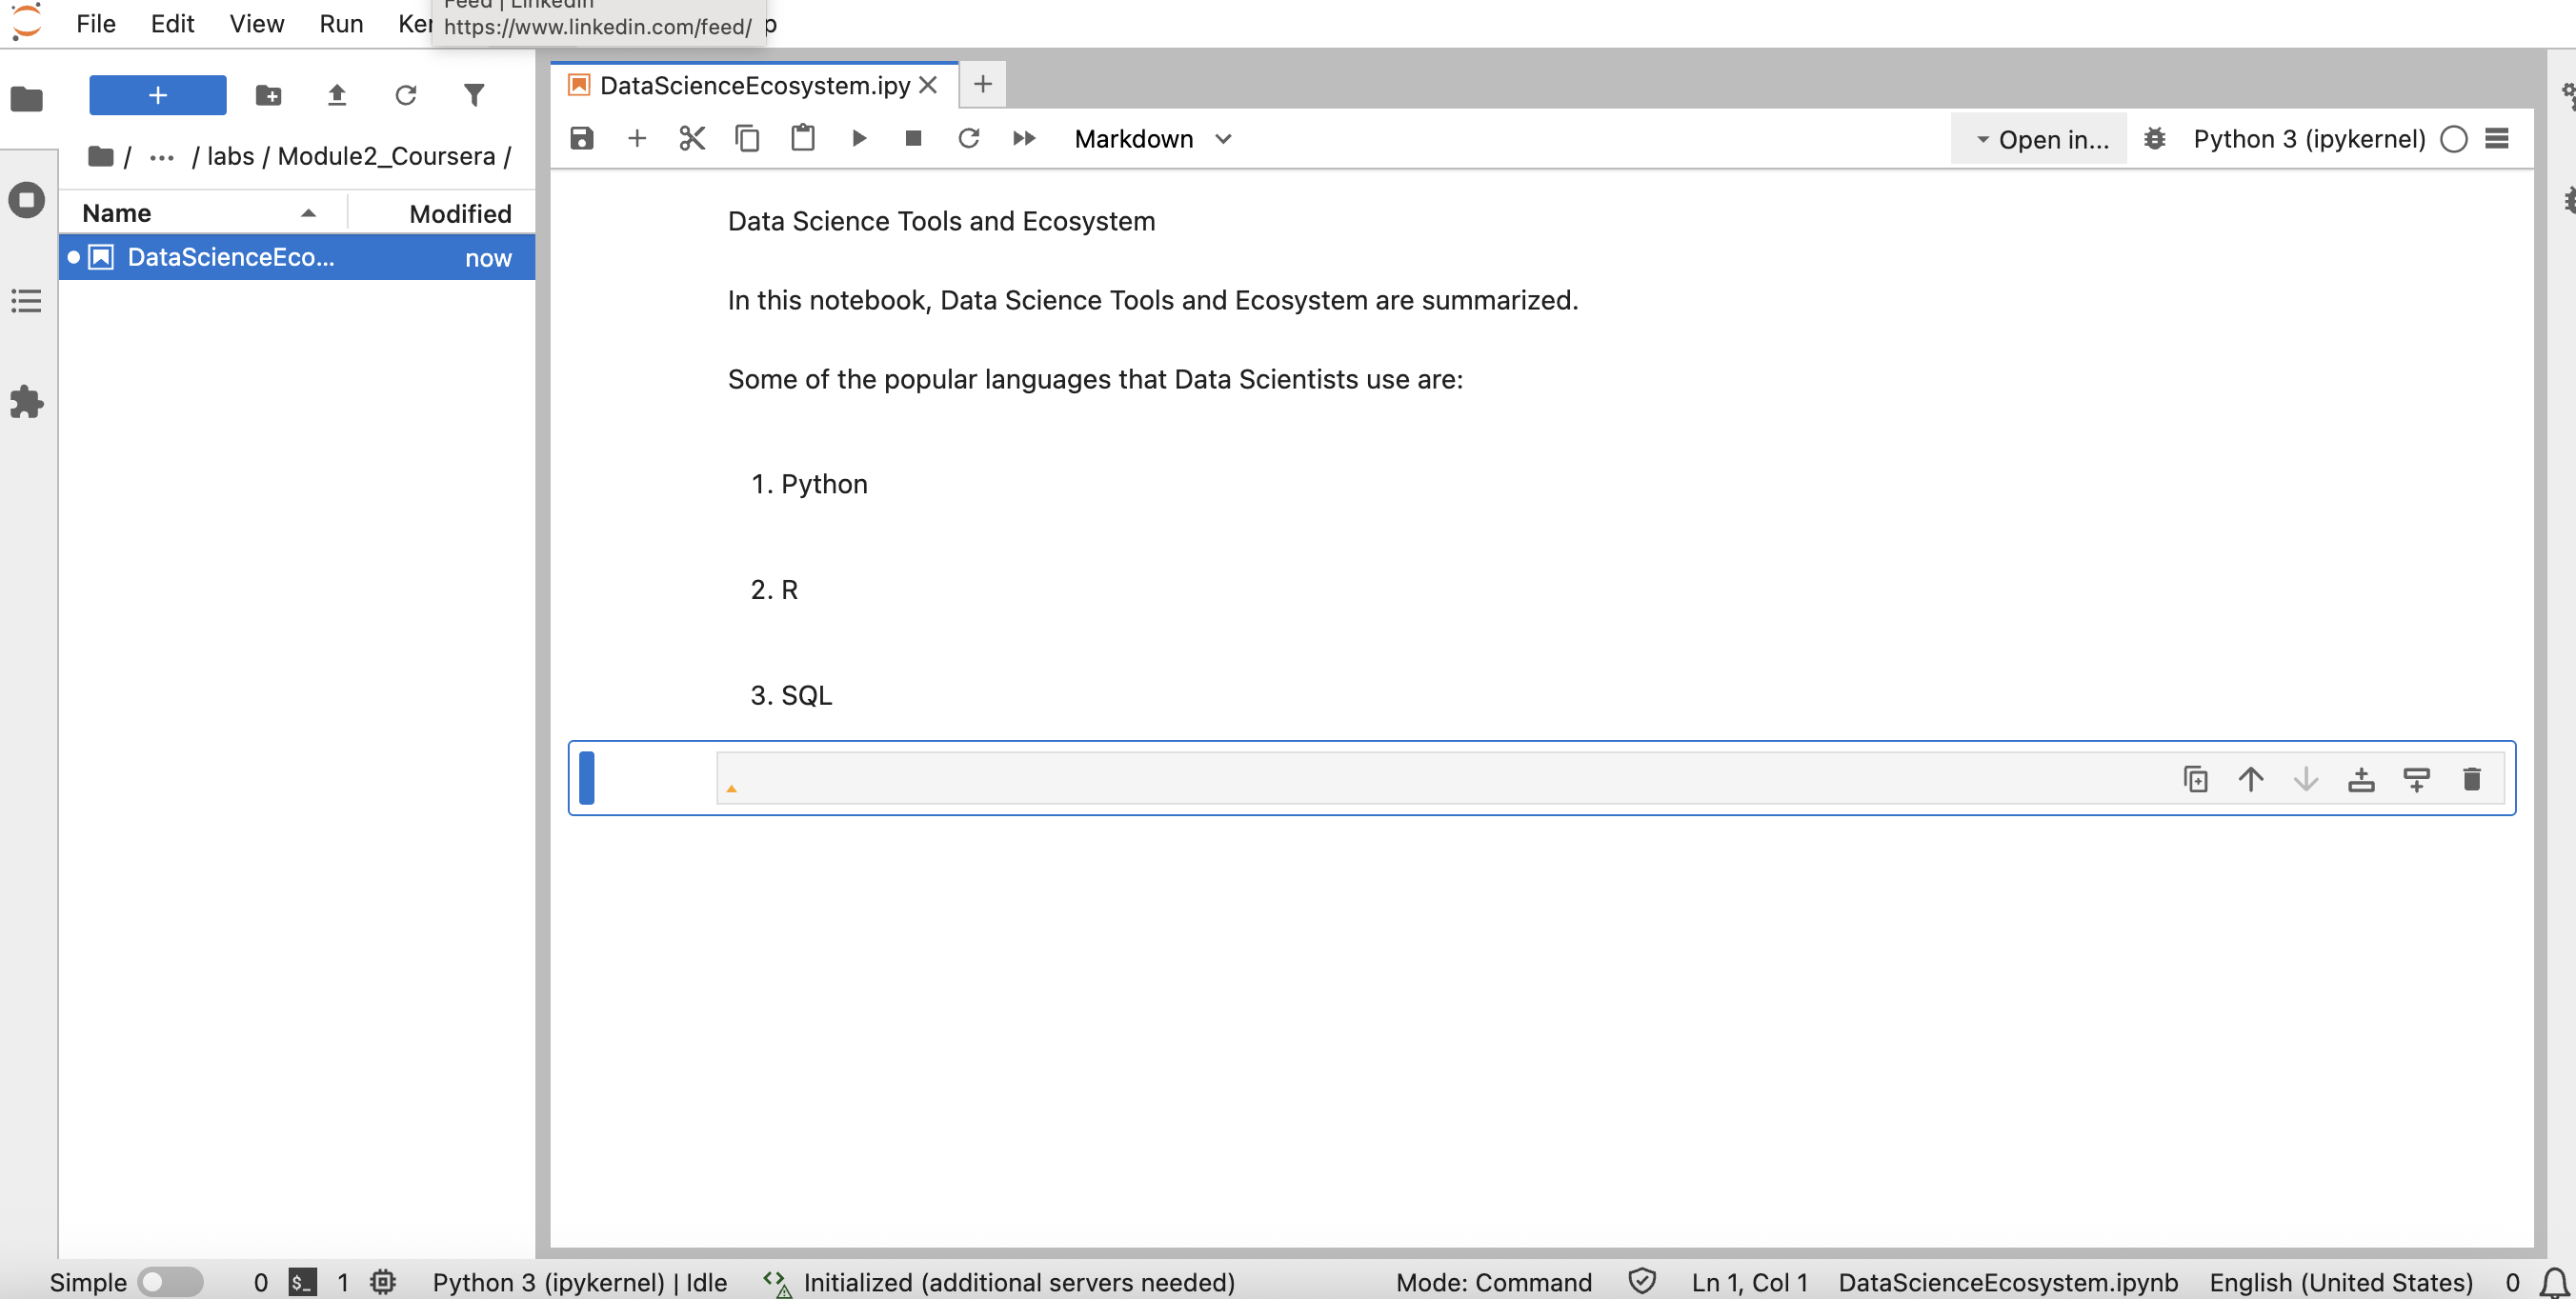 Feed | LinkedIn
File Edit View Run Ker https://www.linkedin.com/feed/ p
DataScienceEcosystem.ipy
/ ··· / labs / Module2_Coursera /
Markdown Open in... Python 3 (ipykernel)
Name Modified
DataScienceEco... now
Data Science Tools and Ecosystem
In this notebook, Data Science Tools and Ecosystem are summarized.
Some of the popular languages that Data Scientists use are:
1. Python
2. R
3. SQL
Simple 0 $_ 1 Python 3 (ipykernel) | Idle Initialized (additional servers needed) Mode: Command Ln 1, Col 1 DataScienceEcosystem.ipynb English (United States) 0